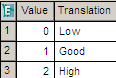 Value Translation
1 0 Low
2 1 Good
3 2 High